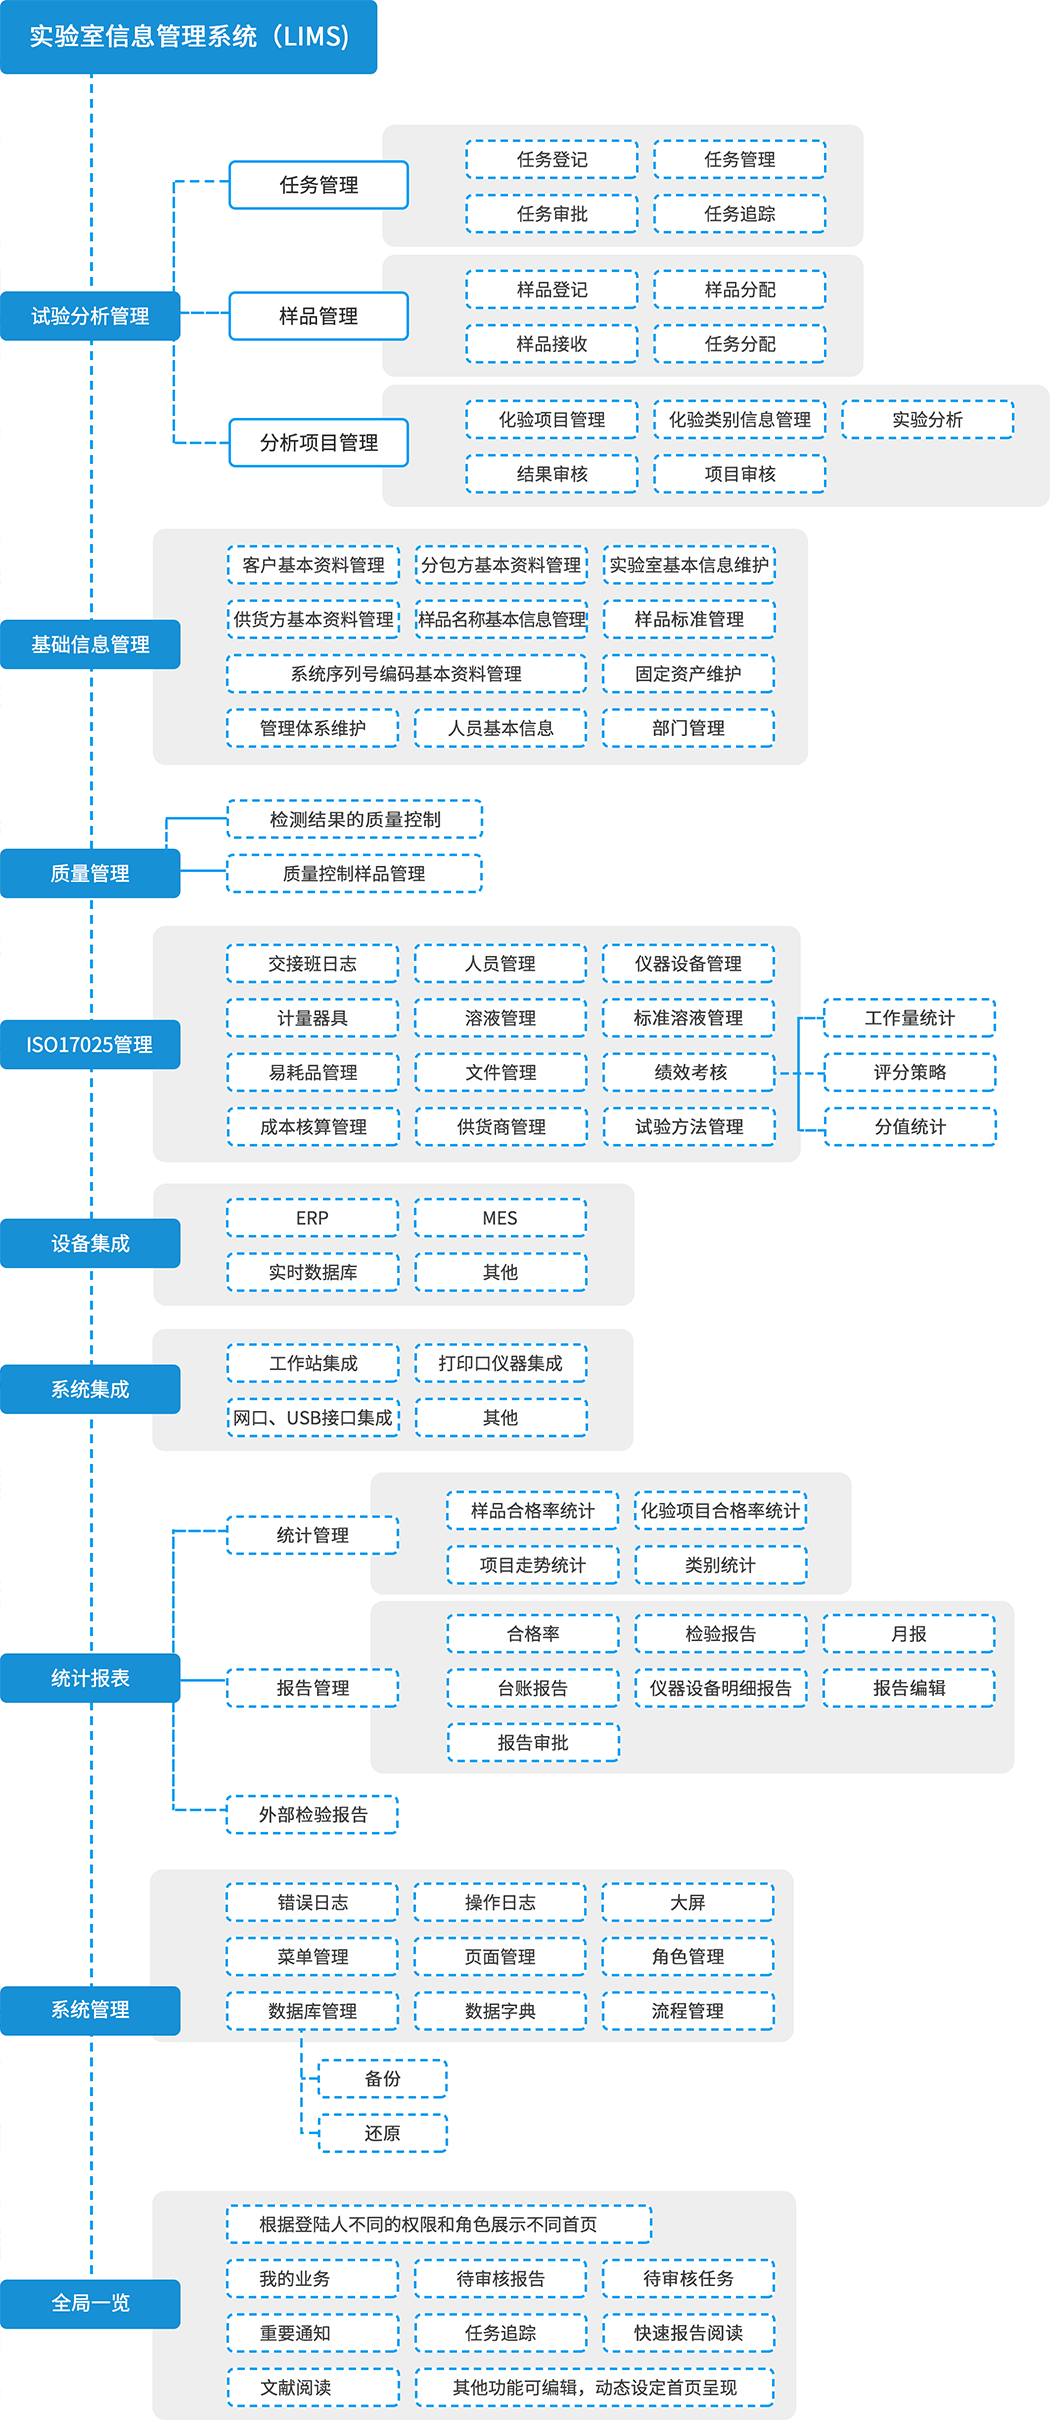 实验室信息管理系统（LIMS)
任务管理
任务登记
任务管理
任务审批
任务追踪
试验分析管理
样品管理
样品登记
样品分配
样品接收
任务分配
分析项目管理
化验项目管理
化验类别信息管理
实验分析
结果审核
项目审核
基础信息管理
客户基本资料管理
分包方基本资料管理
实验室基本信息维护
供货方基本资料管理
样品名称基本信息管理
样品标准管理
系统序列号编码基本资料管理
固定资产维护
管理体系维护
人员基本信息
部门管理
质量管理
检测结果的质量控制
质量控制样品管理
ISO17025管理
交接班日志
人员管理
仪器设备管理
计量器具
溶液管理
标准溶液管理
易耗品管理
文件管理
绩效考核
成本核算管理
供货商管理
试验方法管理
工作量统计
评分策略
分值统计
设备集成
ERP
MES
实时数据库
其他
系统集成
工作站集成
打印口仪器集成
网口、USB接口集成
其他
统计报表
统计管理
样品合格率统计
化验项目合格率统计
项目走势统计
类别统计
报告管理
合格率
检验报告
月报
台账报告
仪器设备明细报告
报告编辑
报告审批
外部检验报告
系统管理
错误日志
操作日志
大屏
菜单管理
页面管理
角色管理
数据库管理
数据字典
流程管理
备份
还原
全局一览
根据登陆人不同的权限和角色展示不同首页
我的业务
待审核报告
待审核任务
重要通知
任务追踪
快速报告阅读
文献阅读
其他功能可编辑，动态设定首页呈现